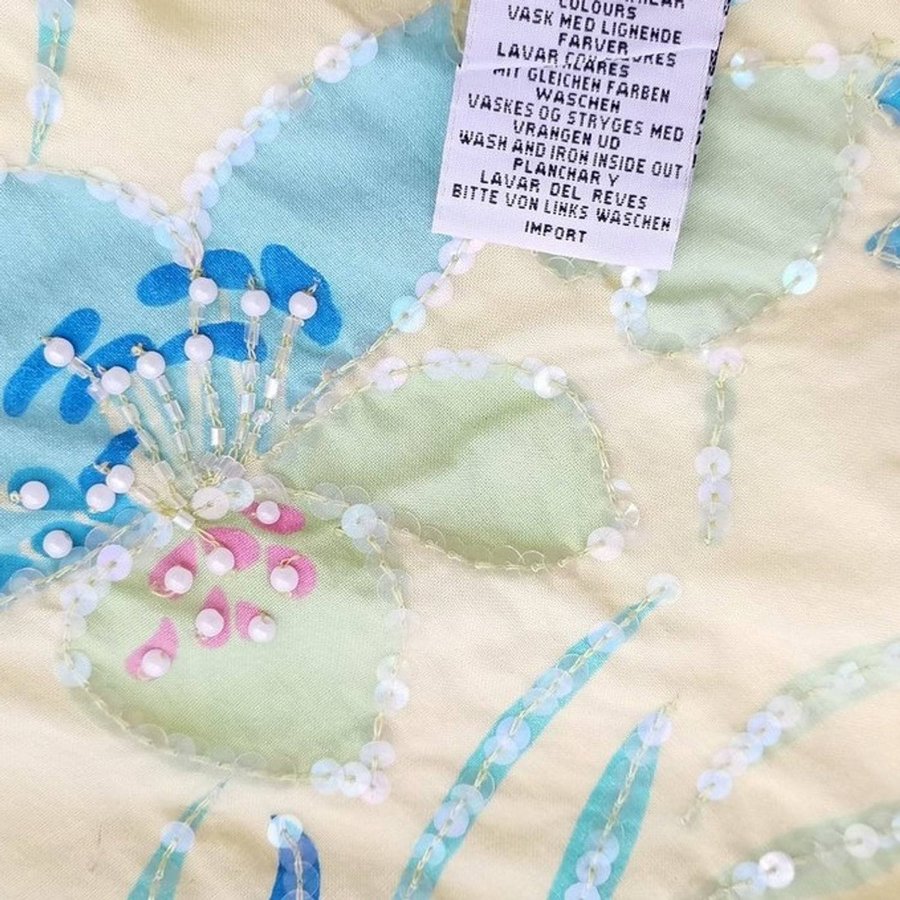 COLOURS
VASK MED LIGNENDE
FARVER
LAVAR
MIT GLEICHEN FARBEN
WASCHEN
VASKES OG STRYGES MED
VRANGEN UD
WASH AND IRON INSIDE OUT
PLANCHAR Y
LAVAR DEL REVES
BITTE VON LINKS WASCHEN
IMPORT